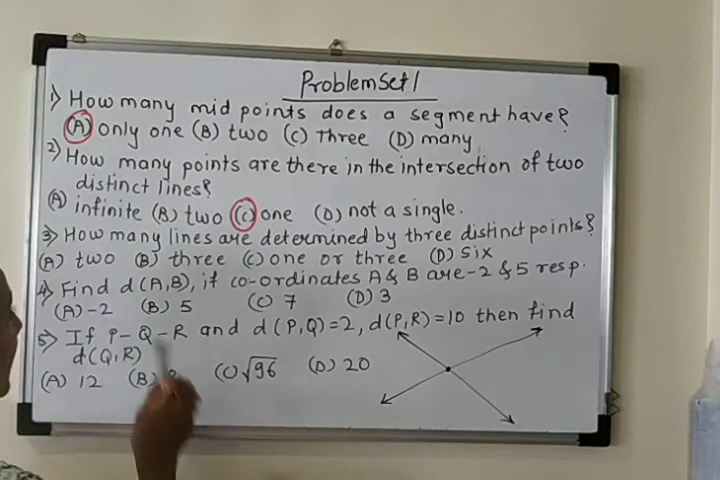 Problem Set 1
1) How many mid points does a segment have?
(A) only one (B) two (C) Three (D) many
2) How many points are there in the intersection of two
distinct lines?
(A) infinite (B) two (C) one (D) not a single.
3) How many lines are determined by three distinct points?
(A) two (B) three (C) one or three (D) Six
4) Find d(A,B), if co-ordinates A & B are -2 & 5 resp.
(A) -2 (B) 5 (C) 7 (D) 3
5) If P-Q-R and d(P,Q)=2, d(P,R)=10 then find
d(Q,R)
(A) 12 (B) (C) √96 (D) 20